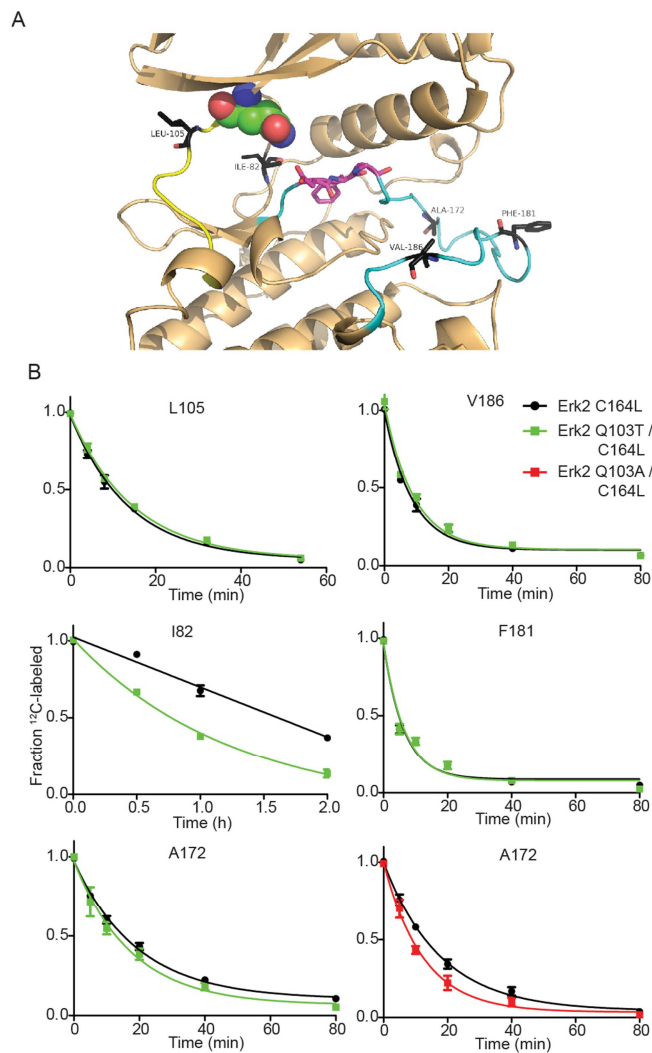 A
LEU-105
ILE-82
ALA-172
PHE-181
VAL-186
B
L105
1.0
0.5
0.0
0
20
40
60
Time (min)
V186
1.0
0.5
0.0
0
20
40
60
80
Time (min)
Erk2 C164L
Erk2 Q103T /
C164L
Erk2 Q103A /
C164L
Fraction ¹²C-labeled
I82
1.0
0.5
0.0
0.0
0.5
1.0
1.5
2.0
Time (h)
F181
1.0
0.5
0.0
0
20
40
60
80
Time (min)
A172
1.0
0.5
0.0
0
20
40
60
80
Time (min)
A172
1.0
0.5
0.0
0
20
40
60
80
Time (min)